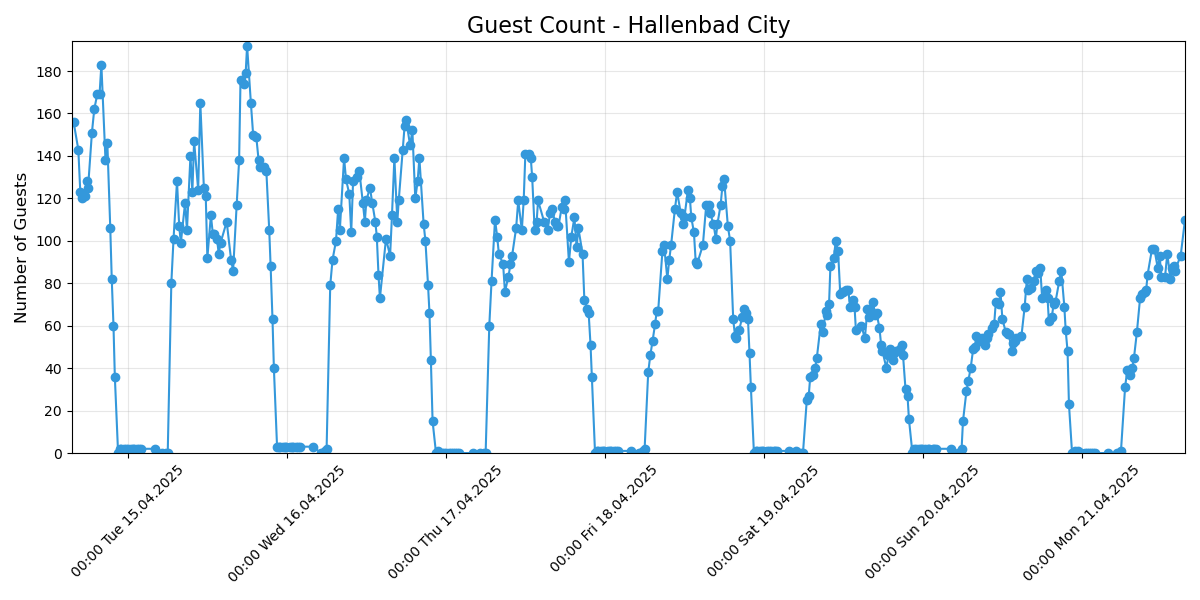 Guest Count - Hallenbad City
Number of Guests
180
160
140
120
100
80
60
40
20
0
00:00 Tue 15.04.2025
00:00 Wed 16.04.2025
00:00 Thu 17.04.2025
00:00 Fri 18.04.2025
00:00 Sat 19.04.2025
00:00 Sun 20.04.2025
00:00 Mon 21.04.2025